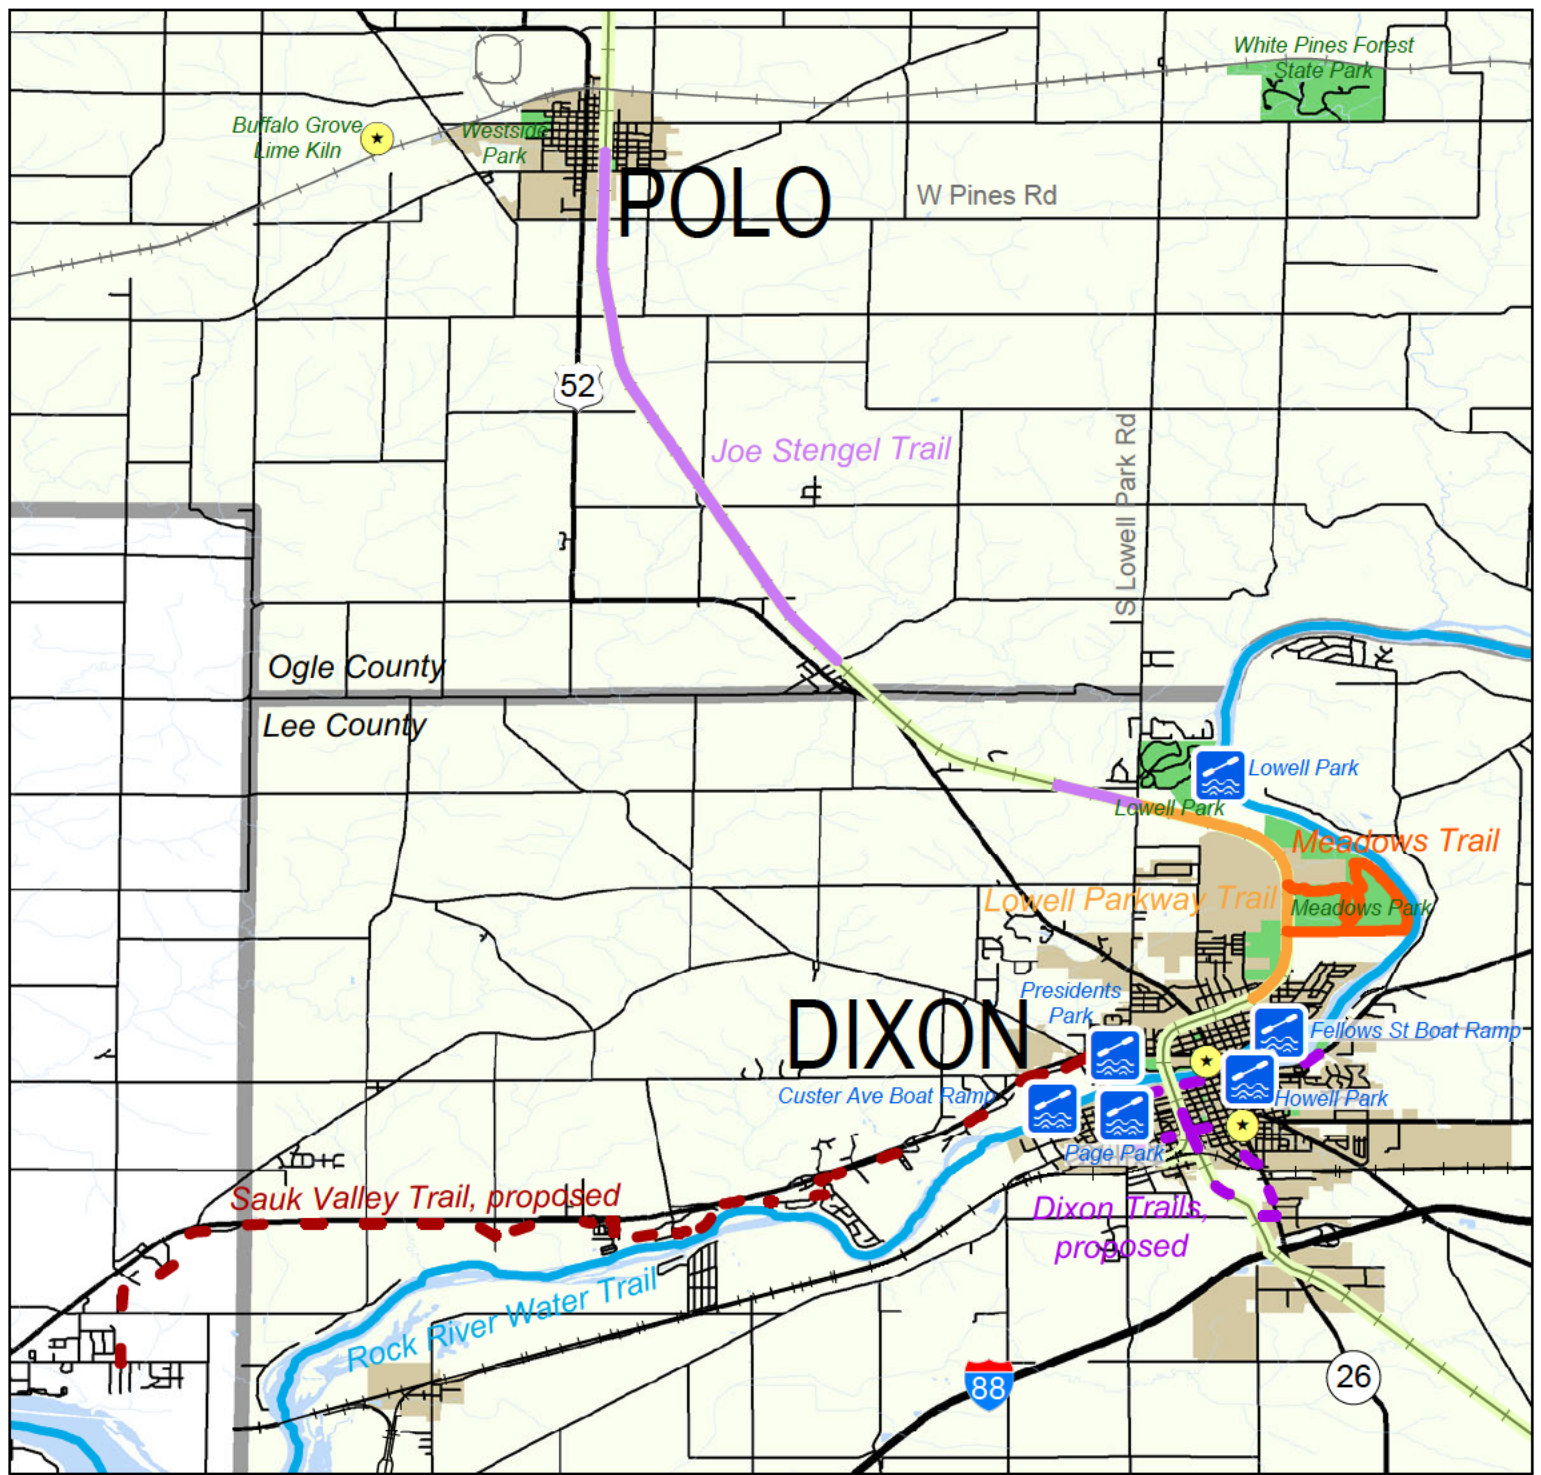 White Pines Forest
State Park
Buffalo Grove
Lime Kiln
Westside
Park
POLO
W Pines Rd
52
Joe Stengel Trail
S Lowell Park Rd
Ogle County
Lee County
Lowell Park
Lowell Park
Meadows Trail
Lowell Parkway Trail
Meadows Park
Presidents
Park
DIXON
Fellows St Boat Ramp
Custer Ave Boat Ramp
Howell Park
Page Park
Sauk Valley Trail, proposed
Dixon Trails,
proposed
Rock River Water Trail
88
26